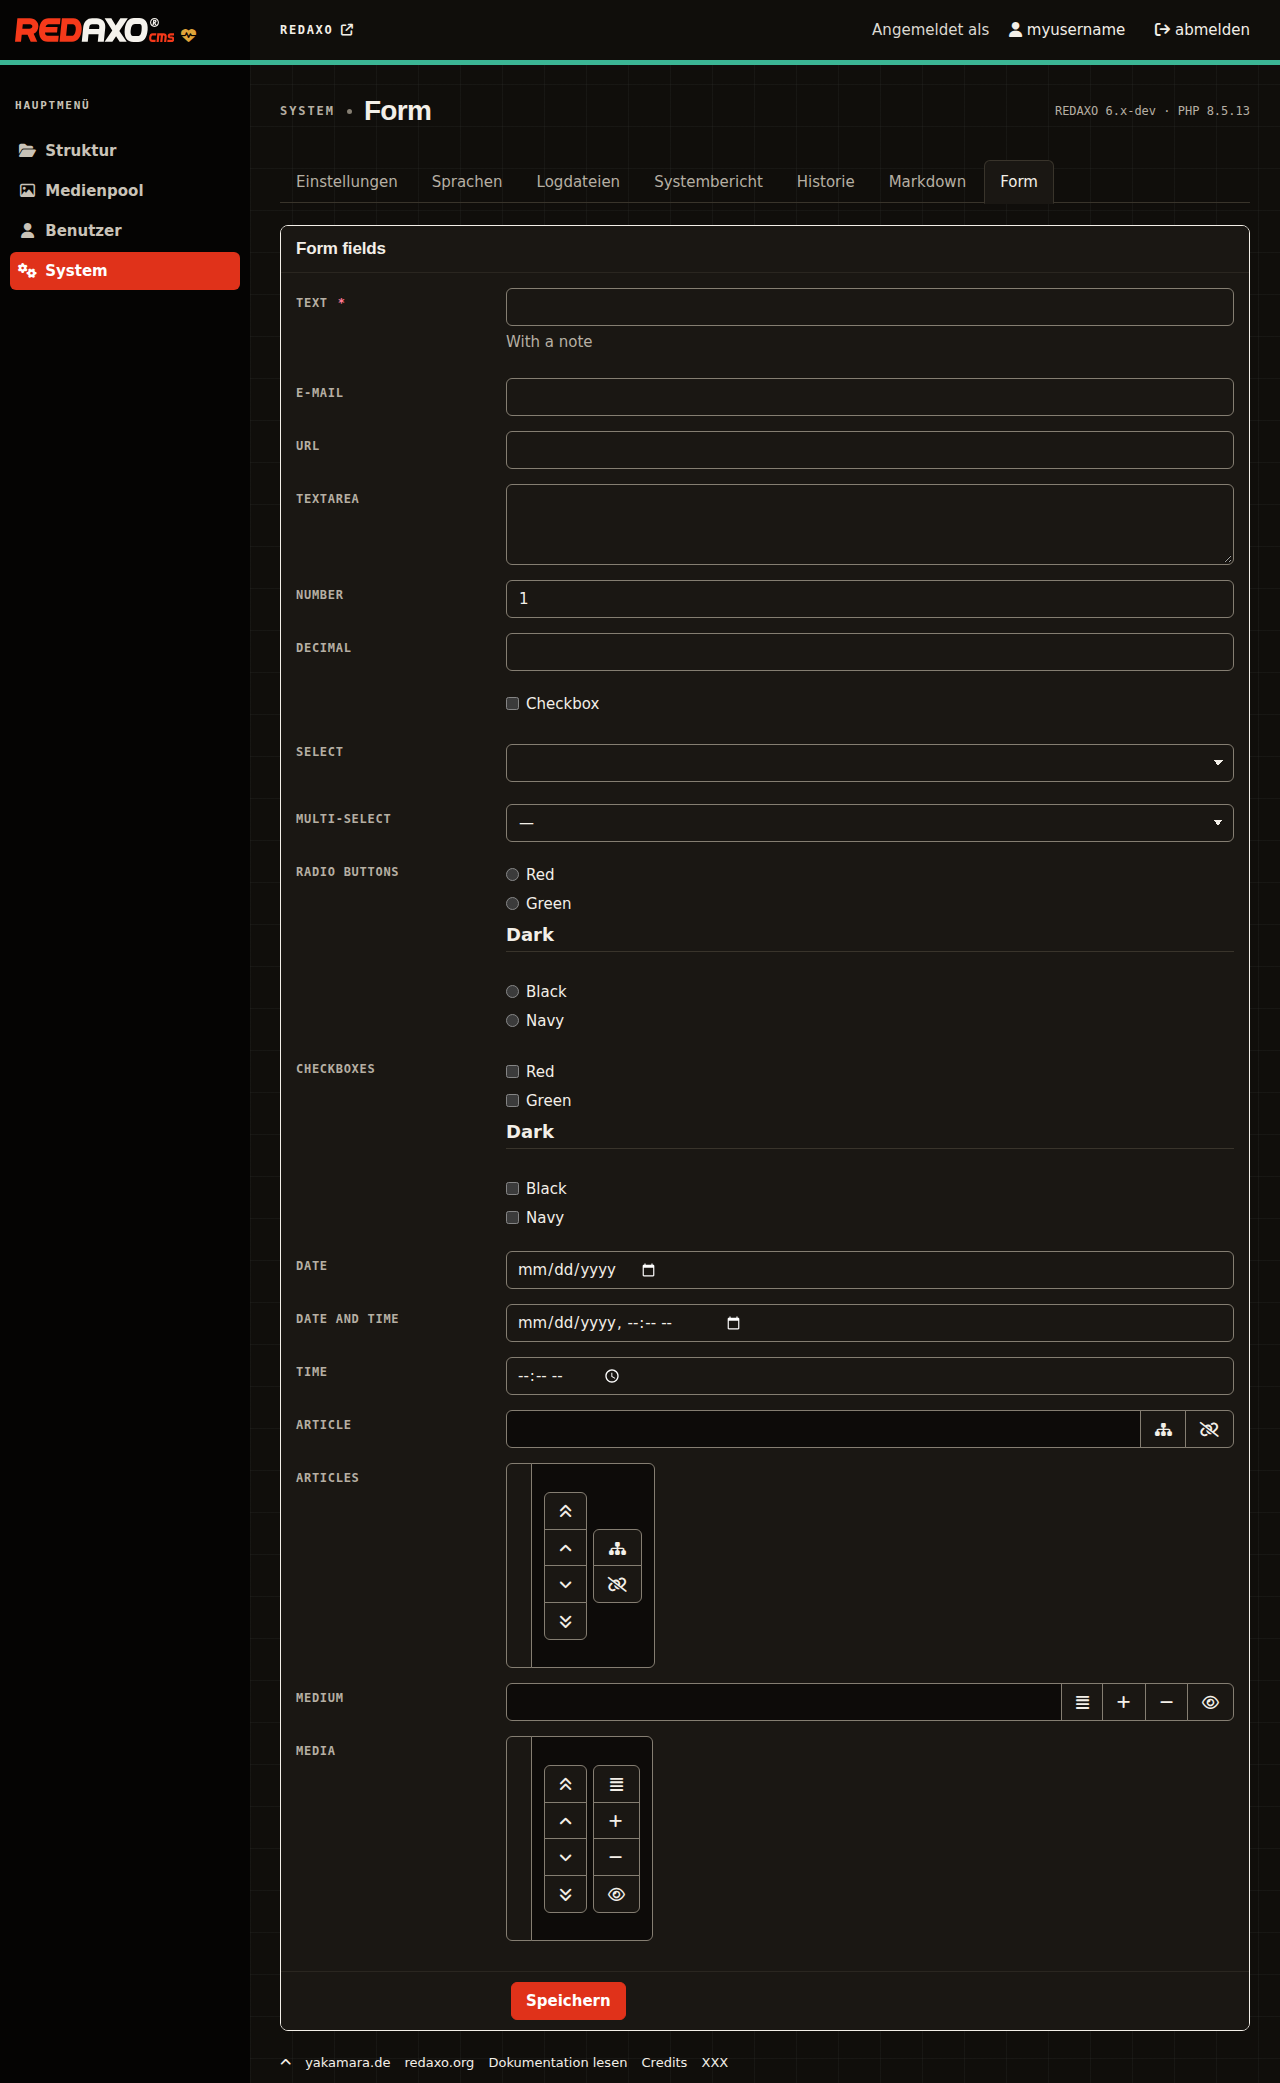 REDAXO® cms
REDAXO
Angemeldet als myusername abmelden
HAUPTMENÜ
Struktur
Medienpool
Benutzer
System
SYSTEM • Form
REDAXO 6.x-dev · PHP 8.5.13
Einstellungen Sprachen Logdateien Systembericht Historie Markdown Form
Form fields
TEXT *
With a note
E-MAIL
URL
TEXTAREA
NUMBER
1
DECIMAL
Checkbox
SELECT
MULTI-SELECT
—
RADIO BUTTONS
Red
Green
Dark
Black
Navy
CHECKBOXES
Red
Green
Dark
Black
Navy
DATE
mm/dd/yyyy
DATE AND TIME
mm/dd/yyyy, --:-- --
TIME
--:-- --
ARTICLE
ARTICLES
MEDIUM
MEDIA
Speichern
yakamara.de redaxo.org Dokumentation lesen Credits XXX